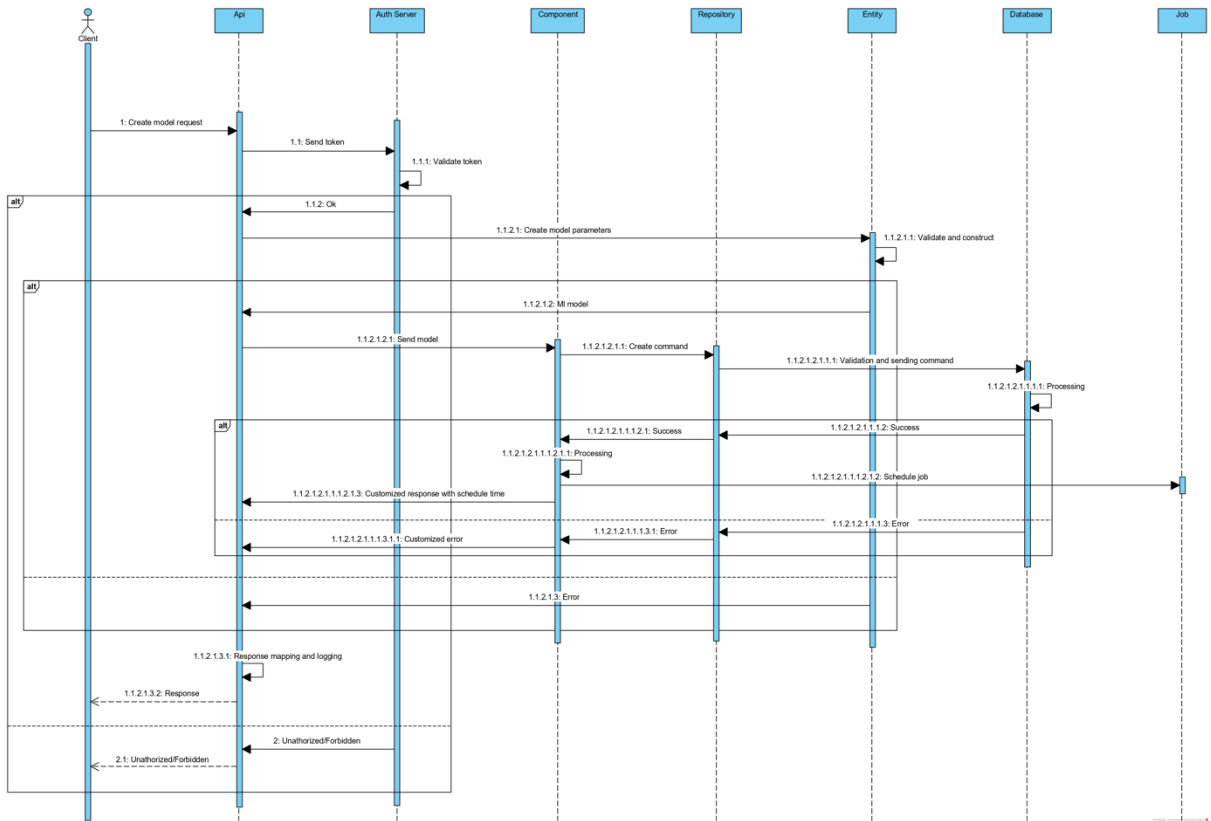 Client
Api
Auth Server
Component
Repository
Entity
Database
Job
1: Create model request
1.1: Send token
1.1.1: Validate token
alt
1.1.2: Ok
1.1.2.1: Create model parameters
1.1.2.1.1: Validate and construct
alt
1.1.2.1.2: Ml model
1.1.2.1.2.1: Send model
1.1.2.1.2.1.1: Create command
1.1.2.1.2.1.1.1: Validation and sending command
1.1.2.1.2.1.1.1.1: Processing
alt
1.1.2.1.2.1.1.1.2: Success
1.1.2.1.2.1.1.1.2.1: Success
1.1.2.1.2.1.1.1.2.1.1: Processing
1.1.2.1.2.1.1.1.2.1.2: Schedule job
1.1.2.1.2.1.1.1.2.1.3: Customized response with schedule time
1.1.2.1.2.1.1.1.3: Error
1.1.2.1.2.1.1.1.3.1: Error
1.1.2.1.2.1.1.1.3.1.1: Customized error
1.1.2.1.3: Error
1.1.2.1.3.1: Response mapping and logging
1.1.2.1.3.2: Response
2: Unathorized/Forbidden
2.1: Unathorized/Forbidden